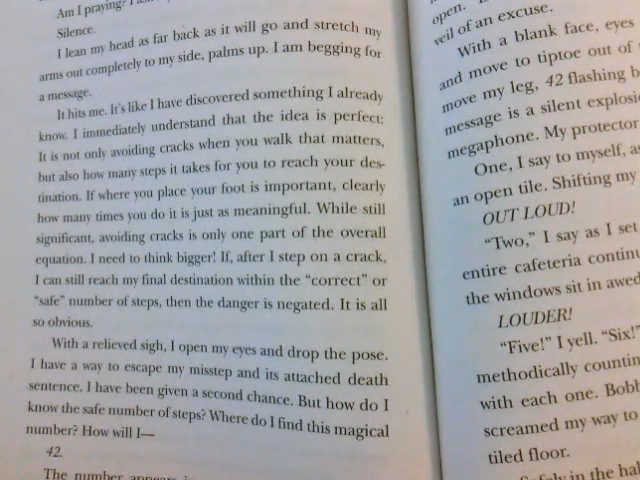 Am I praying?
Silence.
I lean my head as far back as it will go and stretch my
arms out completely to my side, palms up. I am begging for
a message.
It hits me. It's like I have discovered something I already
know. I immediately understand that the idea is perfect:
It is not only avoiding cracks when you walk that matters,
but also how many steps it takes for you to reach your des-
tination. If where you place your foot is important, clearly
how many times you do it is just as meaningful. While still
significant, avoiding cracks is only one part of the overall
equation. I need to think bigger! If, after I step on a crack,
I can still reach my final destination within the "correct" or
"safe" number of steps, then the danger is negated. It is all
so obvious.
With a relieved sigh, I open my eyes and drop the pose.
I have a way to escape my misstep and its attached death
sentence. I have been given a second chance. But how do I
know the safe number of steps? Where do I find this magical
number? How will I—
42.
The number
open.
veil of an excuse.
With a blank face, eyes
and move to tiptoe out of
move my leg, 42 flashing
message is a silent
megaphone. My protector
One, I say to myself,
an open tile. Shifting my
OUT LOUD!
"Two," I say as I set
entire cafeteria
the windows sit in
LOUDER!
"Five!" I yell. "Six!"
methodically
with each one.
screamed my way to
tiled floor.
in the